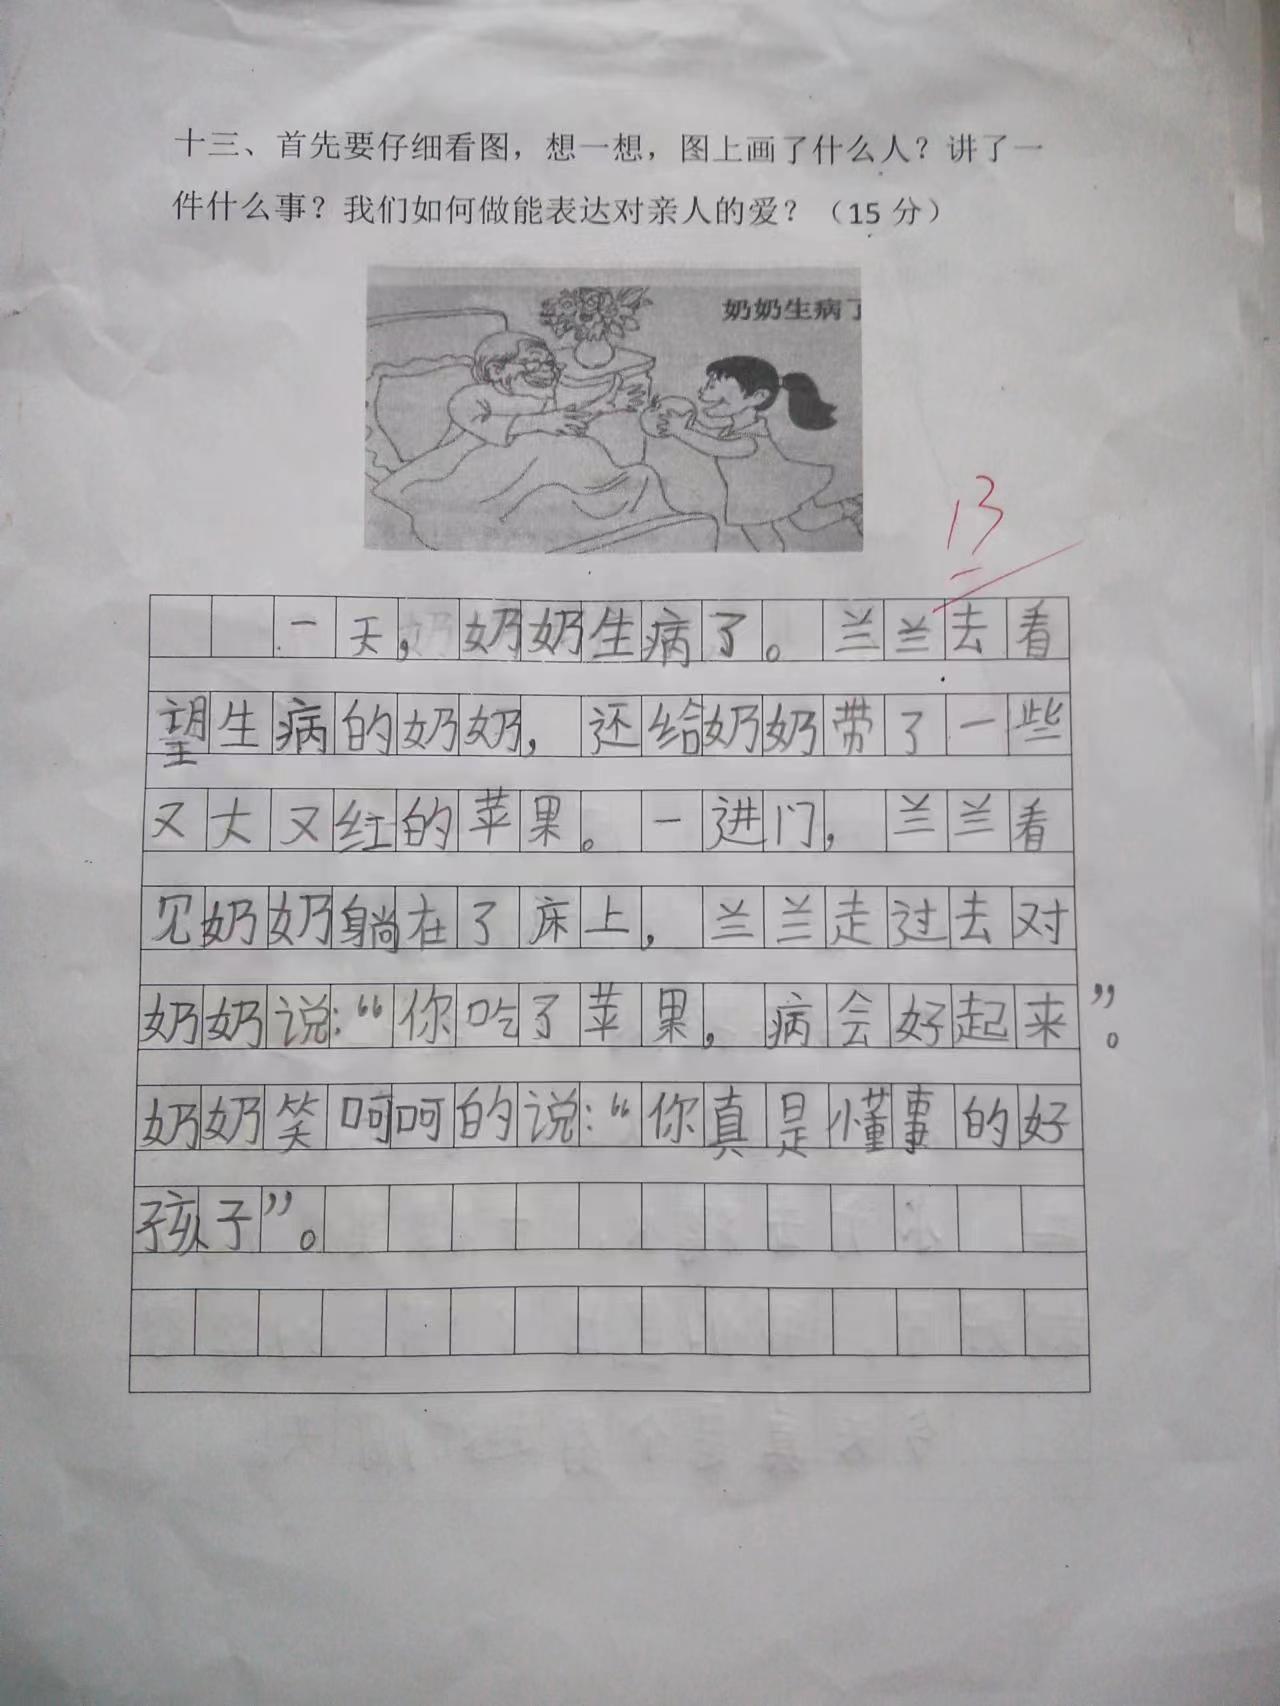 十三、首先要仔细看图，想一想，图上画了什么人？讲了一
件什么事？我们如何做能表达对亲人的爱？（15 分）
奶奶生病了
13
一天，奶奶生病了。兰兰去看
望生病的奶奶，还给奶奶带了一些
又大又红的苹果。一进门，兰兰看
见奶奶躺在了床上，兰兰走过去对
奶奶说：“你吃了苹果，病会好起来”。
奶奶笑呵呵的说：“你真是懂事的好
孩子”。